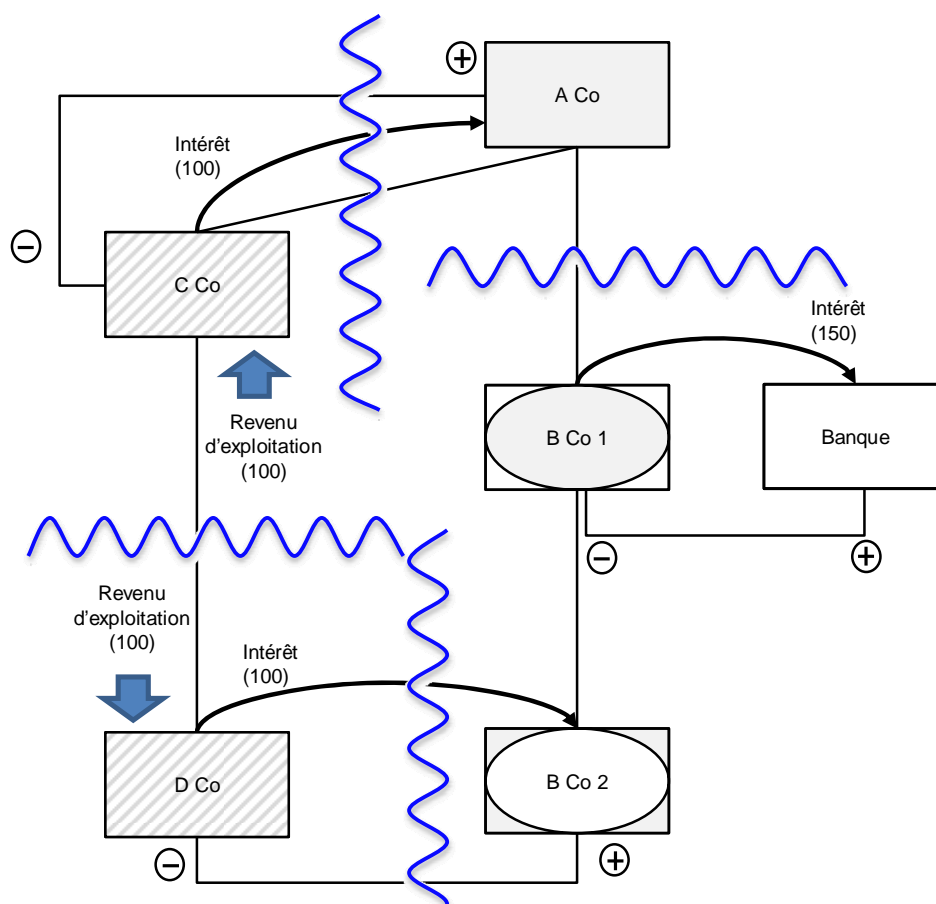 +
A Co
Intérêt
(100)
−
C Co
Intérêt
(150)
Revenu
d’exploitation
(100)
B Co 1
Banque
−
+
Revenu
d’exploitation
(100)
Intérêt
(100)
D Co
B Co 2
−
+